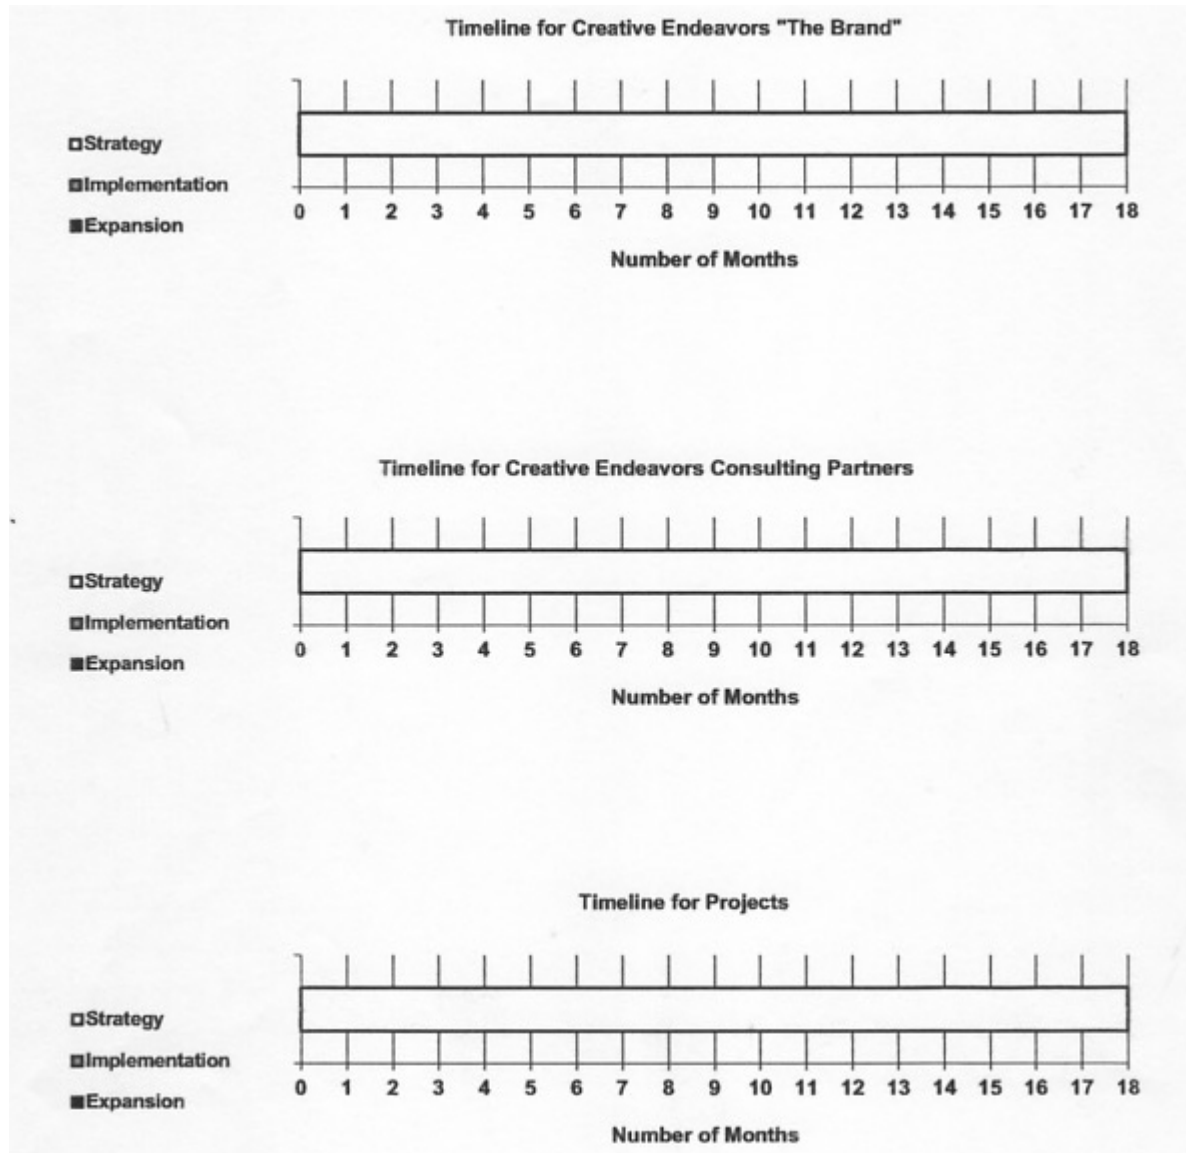 Timeline for Creative Endeavors "The Brand"
Strategy
Implementation
Expansion
0 1 2 3 4 5 6 7 8 9 10 11 12 13 14 15 16 17 18
Number of Months
Timeline for Creative Endeavors Consulting Partners
Strategy
Implementation
Expansion
0 1 2 3 4 5 6 7 8 9 10 11 12 13 14 15 16 17 18
Number of Months
Timeline for Projects
Strategy
Implementation
Expansion
0 1 2 3 4 5 6 7 8 9 10 11 12 13 14 15 16 17 18
Number of Months